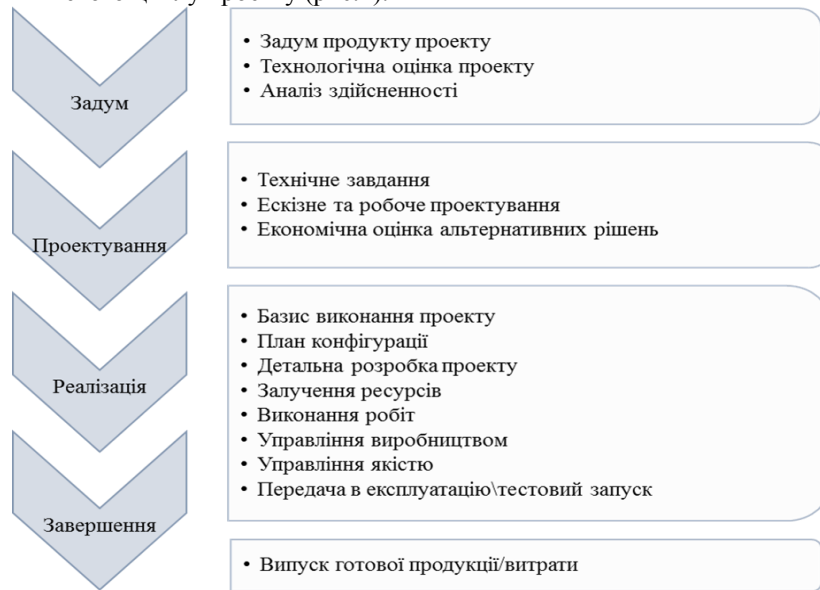 Задум
• Задум продукту проекту
• Технологічна оцінка проекту
• Аналіз здійсненності
Проектування
• Технічне завдання
• Ескізне та робоче проектування
• Економічна оцінка альтернативних рішень
Реалізація
• Базис виконання проекту
• План конфігурації
• Детальна розробка проекту
• Залучення ресурсів
• Виконання робіт
• Управління виробництвом
• Управління якістю
• Передача в експлуатацію\тестовий запуск
Завершення
• Випуск готової продукції/витрати